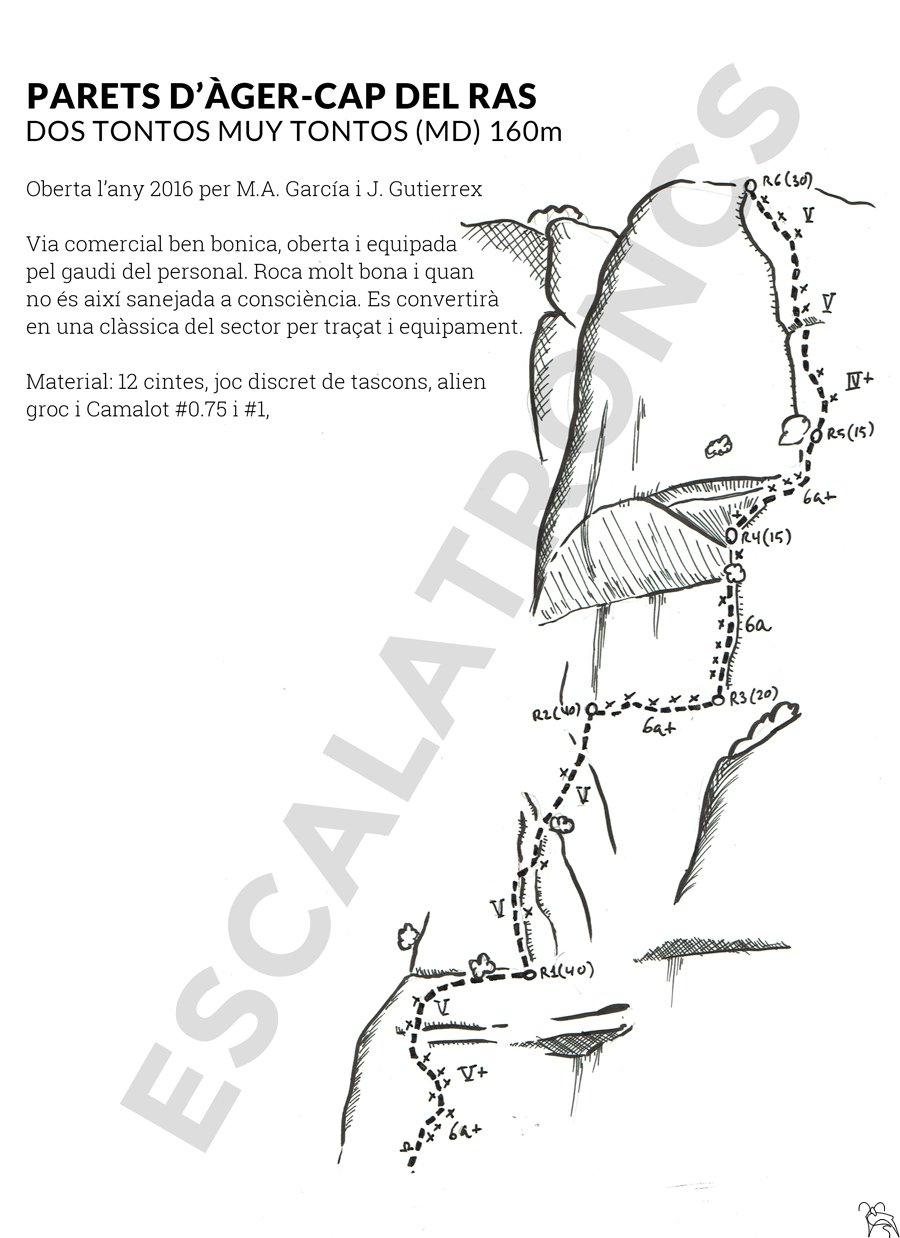 PARETS D'ÀGER-CAP DEL RAS
DOS TONTOS MUY TONTOS (MD) 160m
Oberta l'any 2016 per M.A. García i J. Gutierrex
Via comercial ben bonica, oberta i equipada
pel gaudi del personal. Roca molt bona i quan
no és així sanejada a consciència. Es convertirà
en una clàssica del sector per traçat i equipament.
Material: 12 cintes, joc discret de tascons, alien
groc i Camalot #0.75 i #1,
ESCALATRONCS
R6(30)
V
V
IV+
R5(15)
6a+
R4(15)
6a
R3(20)
R2(40)
6a+
V
V
R1(40)
V
V+
6a+